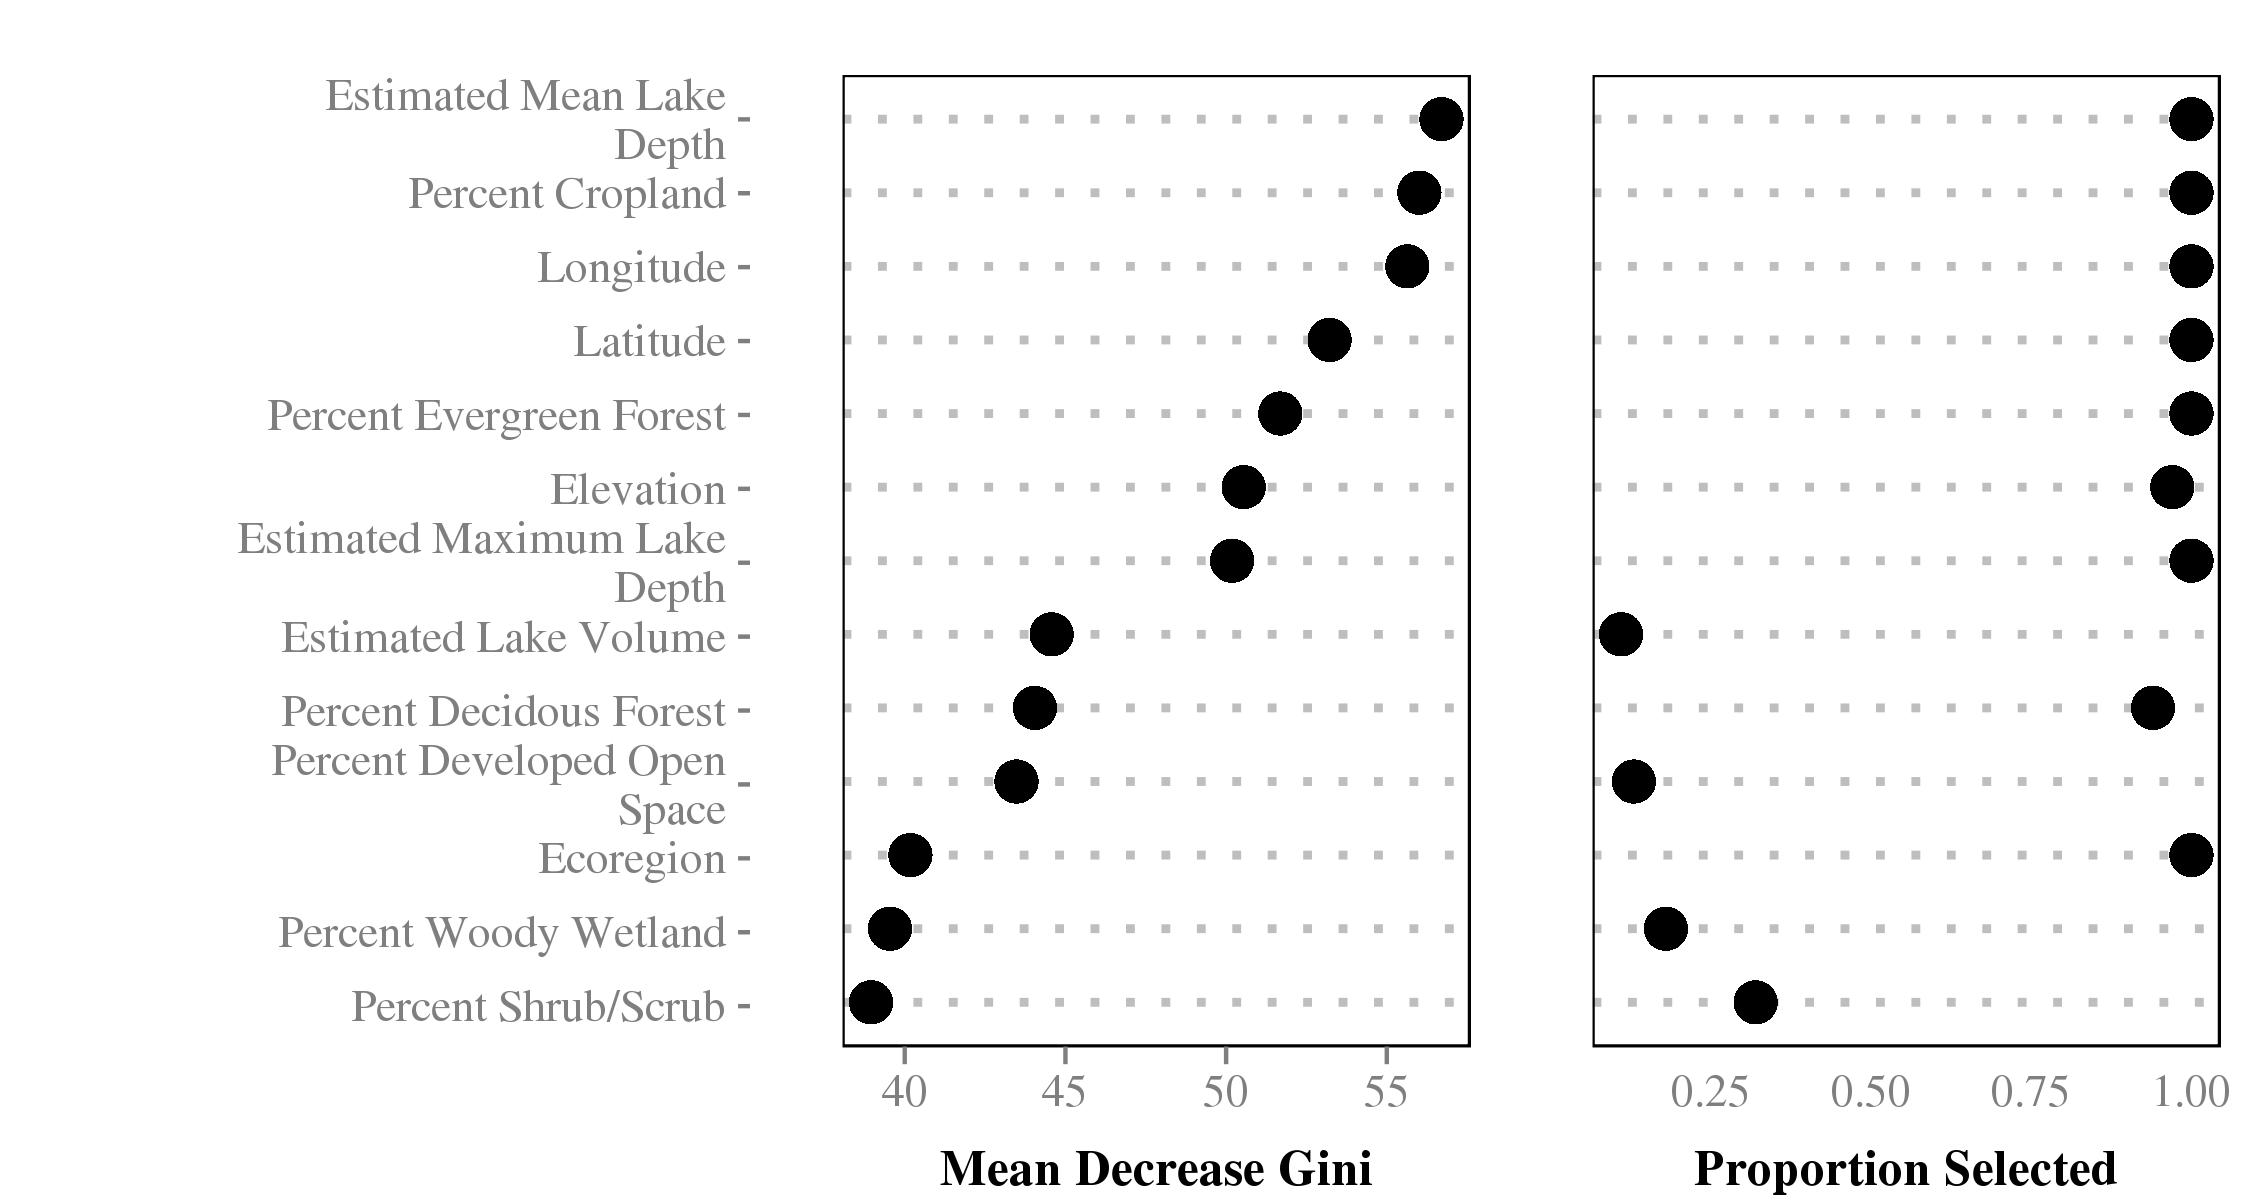 Estimated Mean Lake
Depth
Percent Cropland
Longitude
Latitude
Percent Evergreen Forest
Elevation
Estimated Maximum Lake
Depth
Estimated Lake Volume
Percent Decidous Forest
Percent Developed Open
Space
Ecoregion
Percent Woody Wetland
Percent Shrub/Scrub
40 45 50 55
0.25 0.50 0.75 1.00
Mean Decrease Gini
Proportion Selected